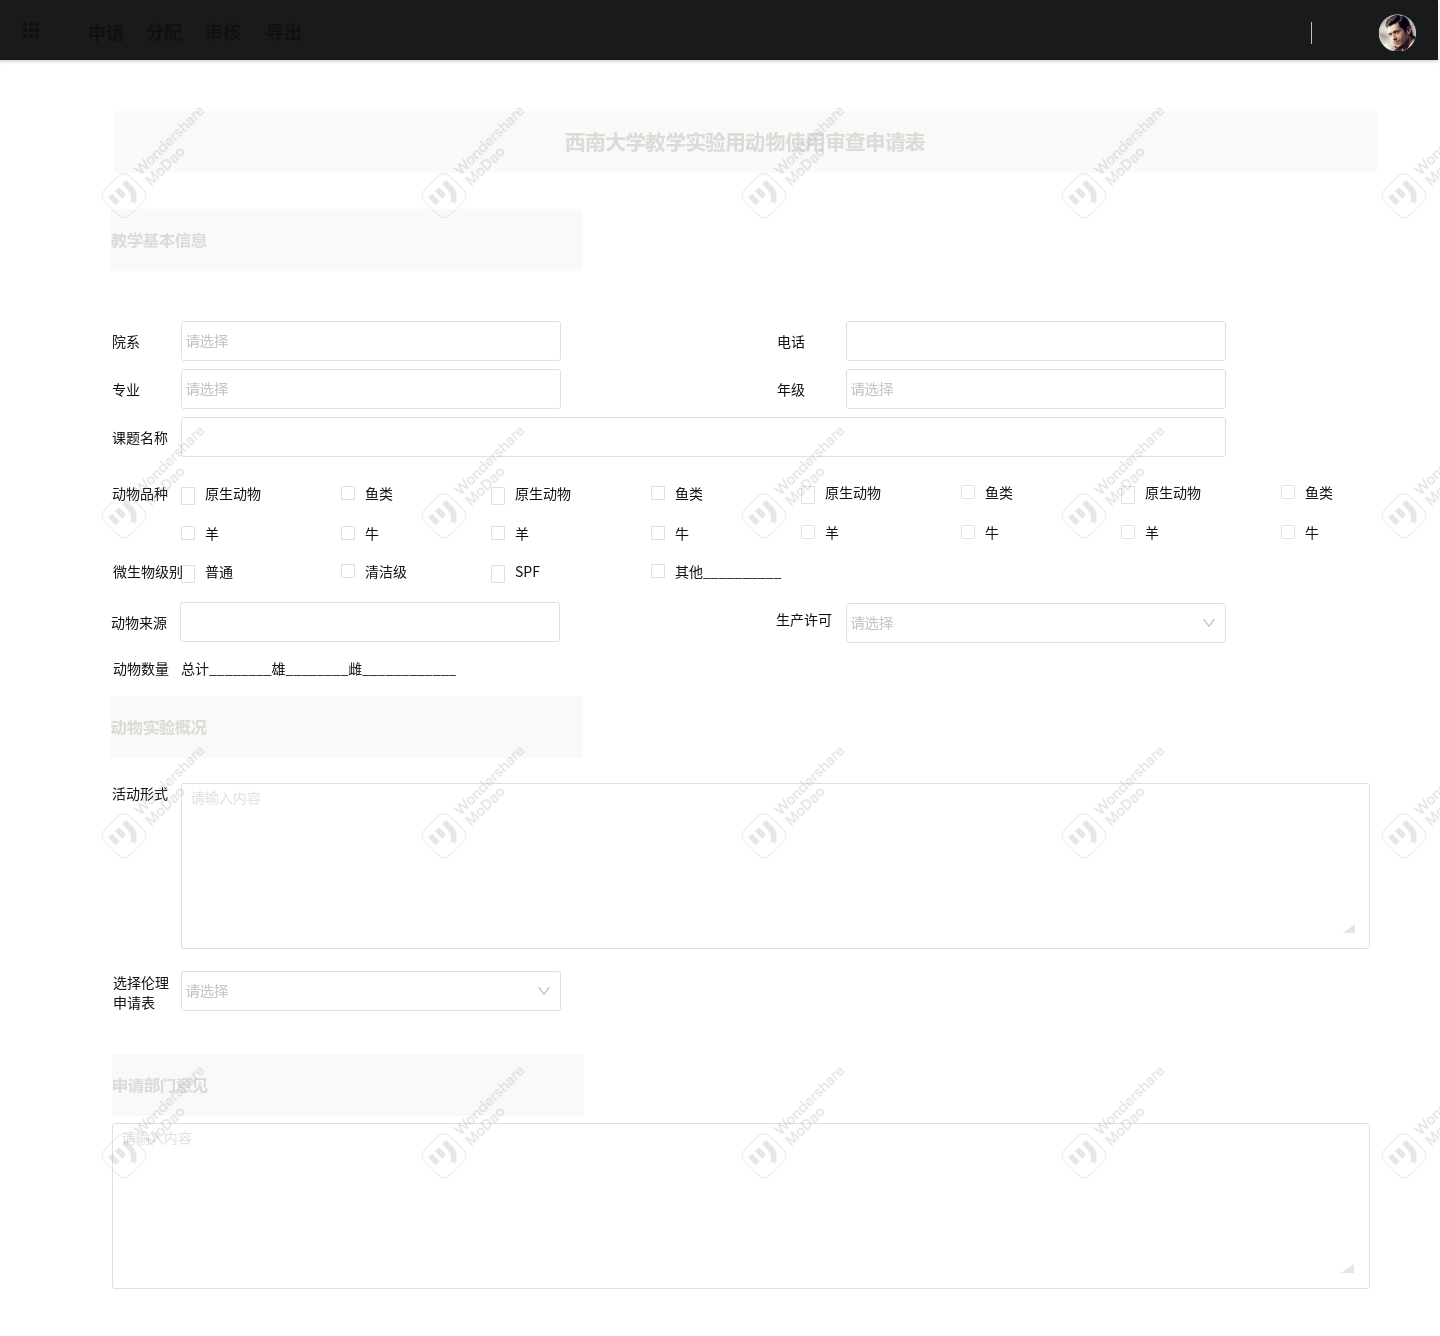 申请 分配 审核 导出
西南大学教学实验用动物使用审查申请表
教学基本信息
院系 请选择 电话
专业 请选择 年级 请选择
课题名称
动物品种 原生动物 鱼类 原生动物 鱼类 原生动物 鱼类 原生动物 鱼类
羊 牛 羊 牛 羊 牛 羊 牛
微生物级别 普通 清洁级 SPF 其他__________
动物来源 生产许可 请选择
动物数量 总计________雄________雌____________
动物实验概况
活动形式 请输入内容
选择伦理
申请表 请选择
申请部门意见
请输入内容
Wondershare
MoDao